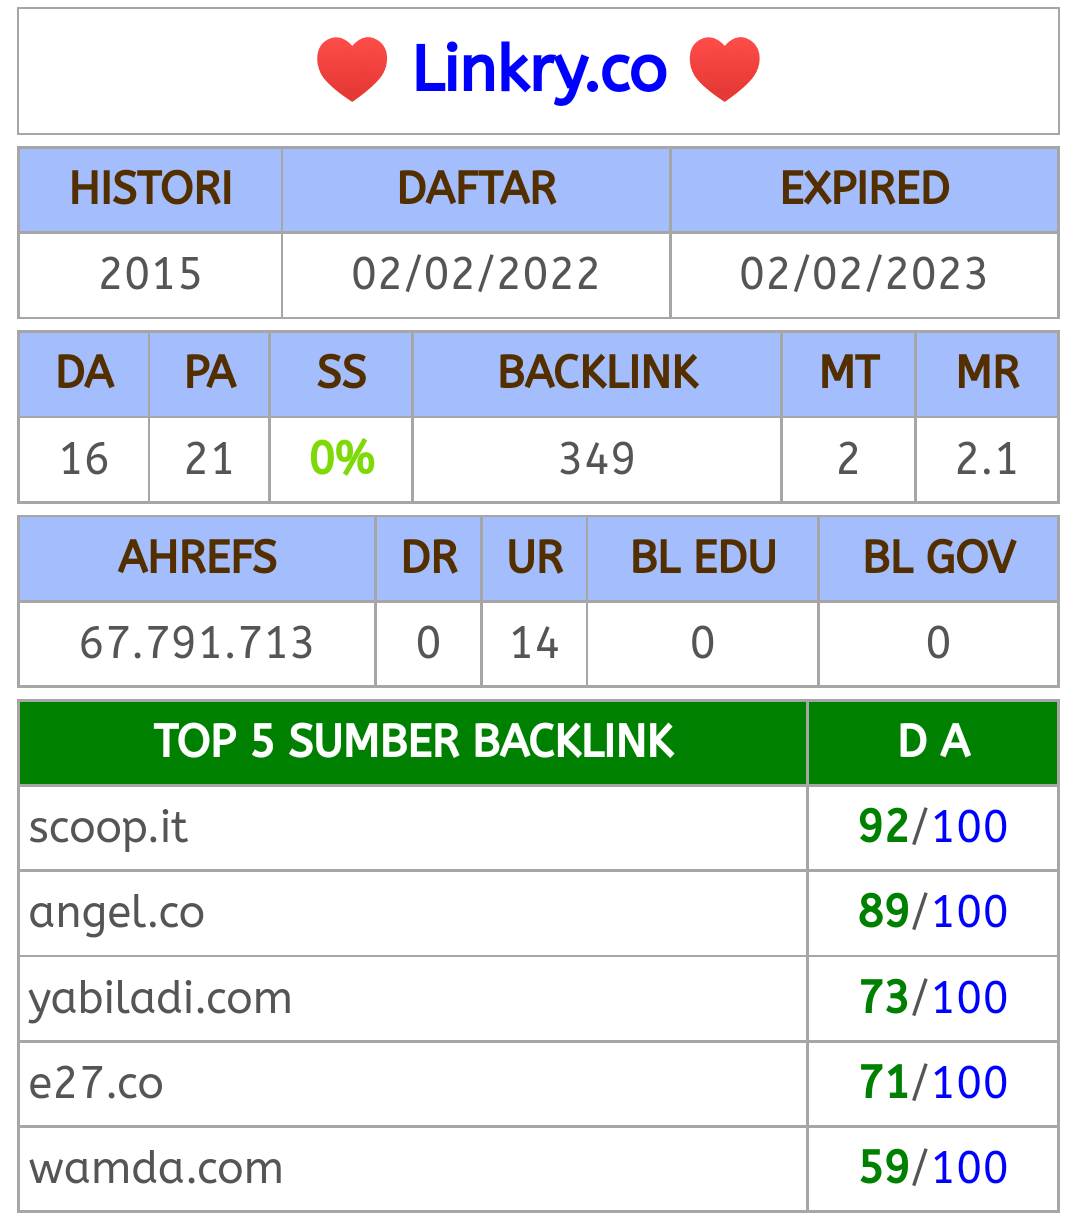 ❤️ Linkry.co ❤️
HISTORI DAFTAR EXPIRED
2015 02/02/2022 02/02/2023
DA PA SS BACKLINK MT MR
16 21 0% 349 2 2.1
AHREFS DR UR BL EDU BL GOV
67.791.713 0 14 0 0
TOP 5 SUMBER BACKLINK D A
scoop.it 92/100
angel.co 89/100
yabiladi.com 73/100
e27.co 71/100
wamda.com 59/100